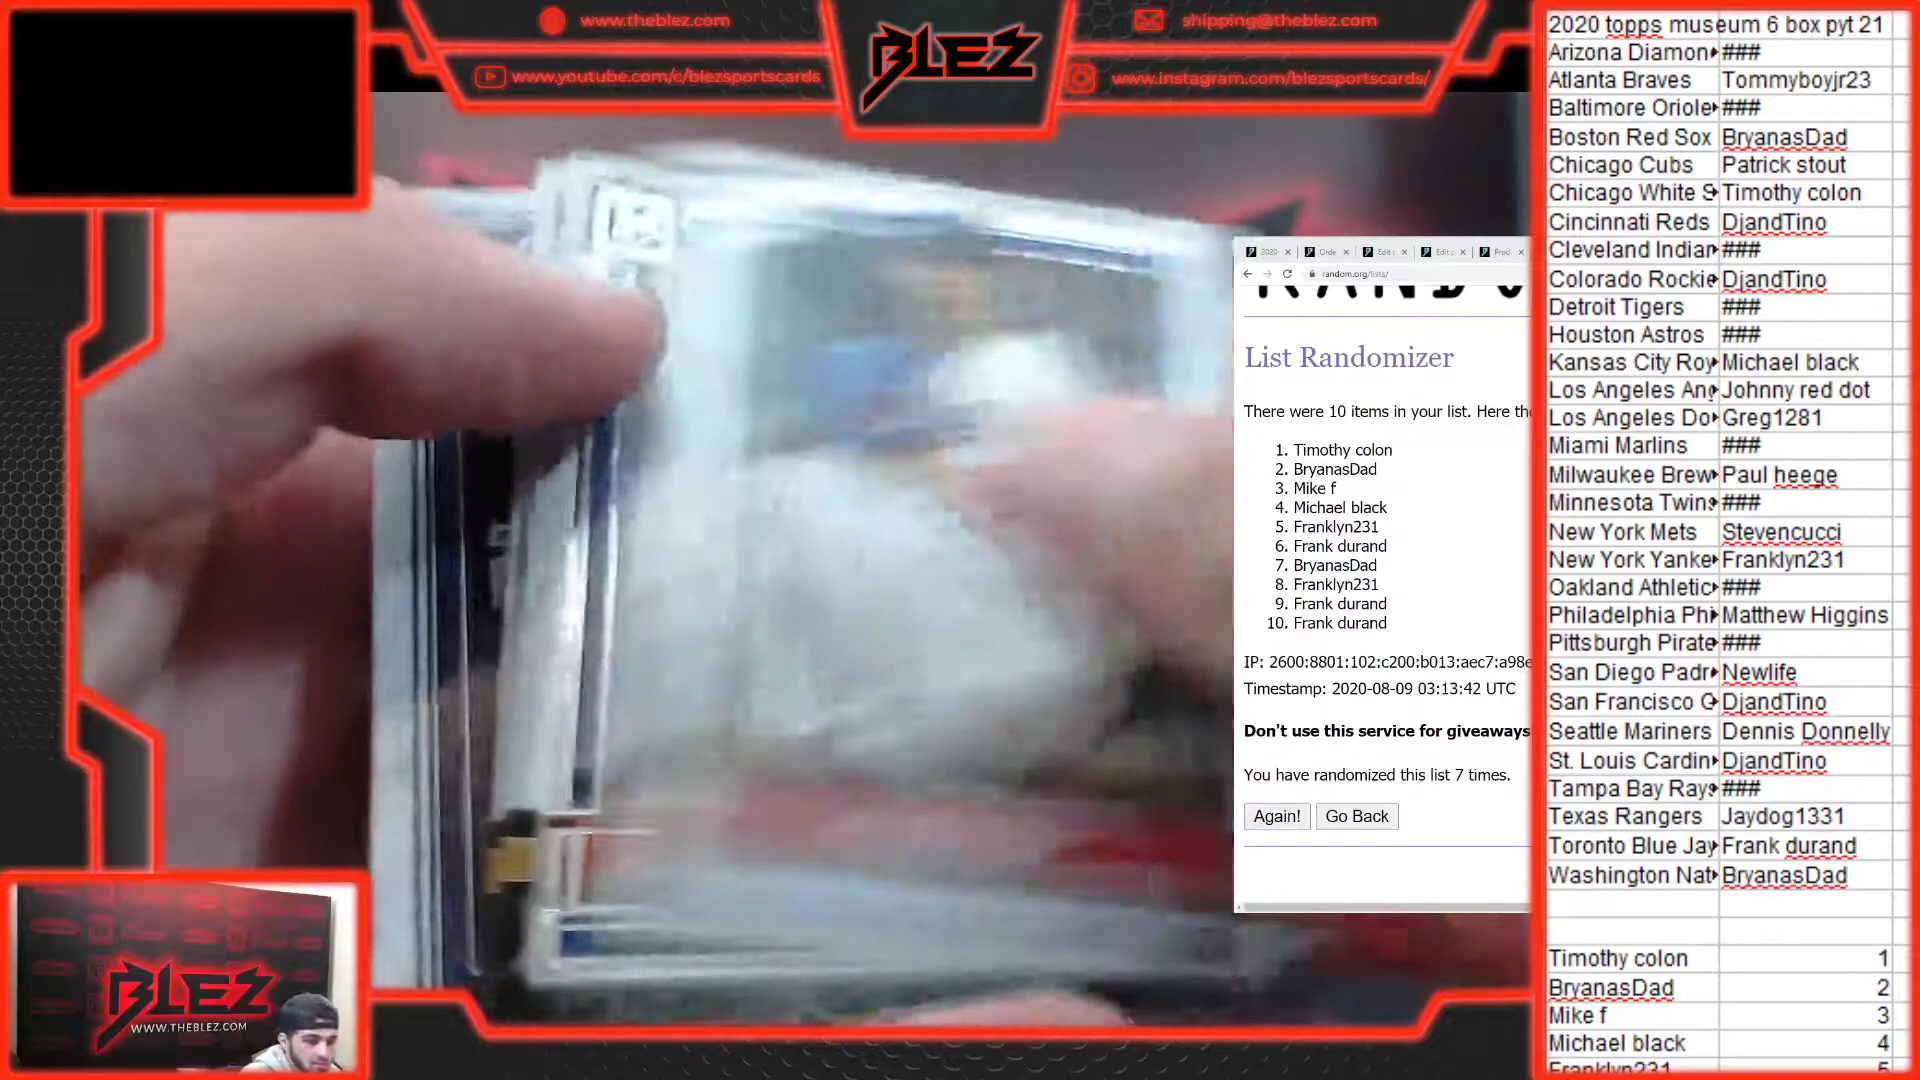 www.theblez.com
www.youtube.com/c/blezsportscards
BLEZ
shipping@theblez.com
www.instagram.com/blezsportscards/
random.org/lists/
List Randomizer
There were 10 items in your list. Here the
1. Timothy colon
2. BryanasDad
3. Mike f
4. Michael black
5. Franklyn231
6. Frank durand
7. BryanasDad
8. Franklyn231
9. Frank durand
10. Frank durand
IP: 2600:8801:102:c200:b013:aec7:a98e
Timestamp: 2020-08-09 03:13:42 UTC
Don't use this service for giveaways
You have randomized this list 7 times.
Again! Go Back
2020 topps museum 6 box pyt 21
Arizona Diamon ###
Atlanta Braves Tommyboyjr23
Baltimore Oriole ###
Boston Red Sox BryanasDad
Chicago Cubs Patrick stout
Chicago White S Timothy colon
Cincinnati Reds DjandTino
Cleveland Indian ###
Colorado Rockie DjandTino
Detroit Tigers ###
Houston Astros ###
Kansas City Roy Michael black
Los Angeles Ang Johnny red dot
Los Angeles Do Greg1281
Miami Marlins ###
Milwaukee Brew Paul heege
Minnesota Twins ###
New York Mets Stevencucci
New York Yanke Franklyn231
Oakland Athletic ###
Philadelphia Phi Matthew Higgins
Pittsburgh Pirate ###
San Diego Padr Newlife
San Francisco G DjandTino
Seattle Mariners Dennis Donnelly
St. Louis Cardin DjandTino
Tampa Bay Rays ###
Texas Rangers Jaydog1331
Toronto Blue Jay Frank durand
Washington Nat BryanasDad
Timothy colon 1
BryanasDad 2
Mike f 3
Michael black 4
Franklyn231 5
BLEZ
WWW.THEBLEZ.COM